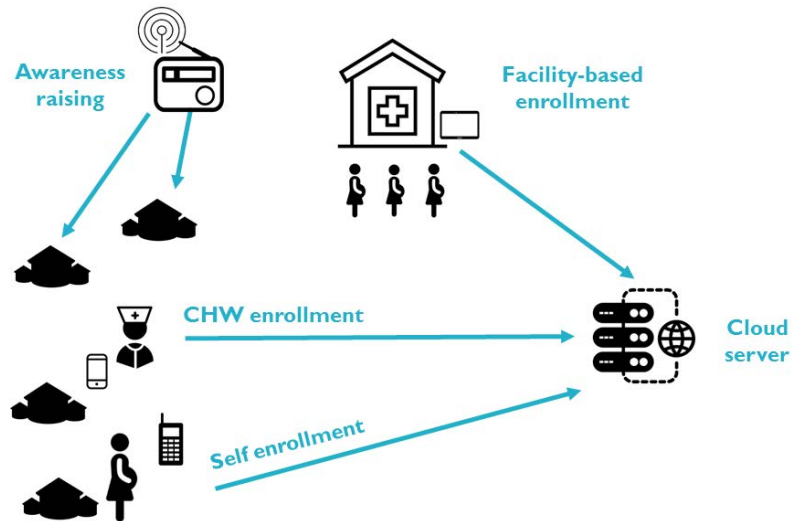 Awareness
raising
Facility-based
enrollment
CHW enrollment
Cloud
server
Self enrollment